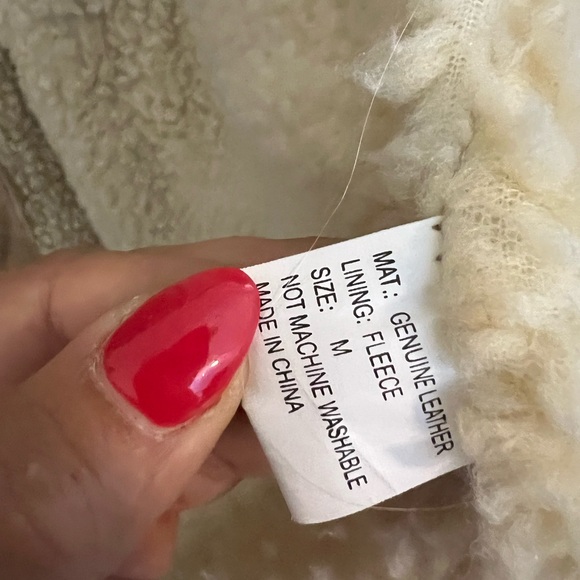 MAT.: GENUINE LEATHER
LINING: FLEECE
SIZE: M
NOT MACHINE WASHABLE
MADE IN CHINA